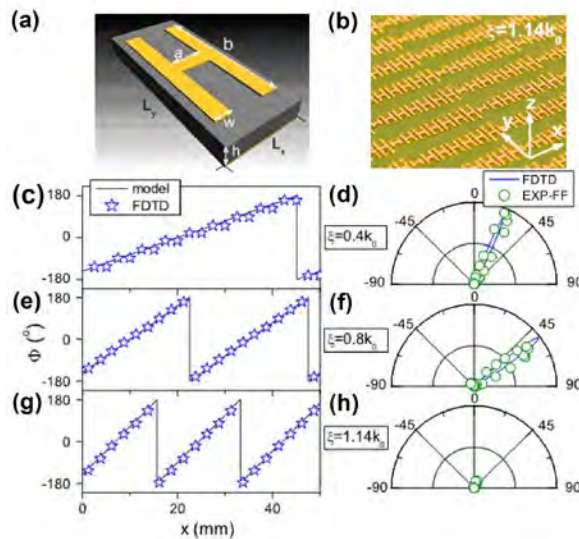 (a)
a
b
L_y
w
h
L_x
(b)
ξ=1.14k₀
z
y
x
(c)
180
0
-180
model
FDTD
(d)
FDTD
EXP-FF
0
-45
45
-90
90
ξ=0.4k₀
(e)
180
0
-180
Φ (°)
(f)
0
-45
45
-90
90
ξ=0.8k₀
(g)
180
0
-180
0
20
40
x (mm)
(h)
0
-45
45
-90
90
ξ=1.14k₀